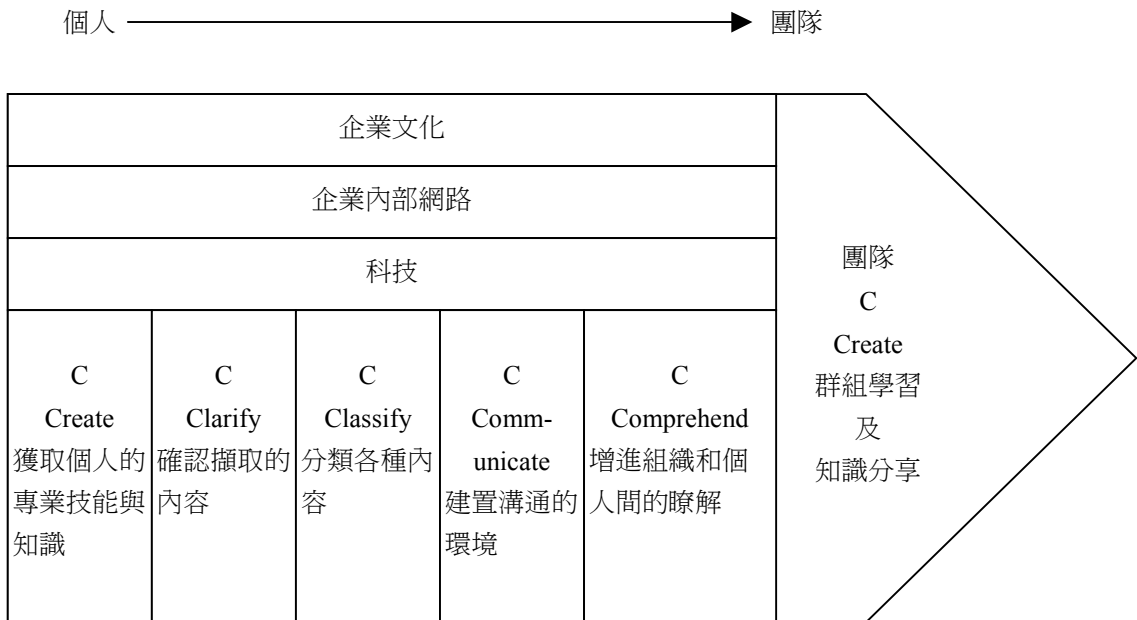 個人
團隊
企業文化
企業內部網路
科技
C
Create
獲取個人的
專業技能與
知識
C
Clarify
確認擷取的
內容
C
Classify
分類各種內
容
C
Comm-
unicate
建置溝通的
環境
C
Comprehend
增進組織和個
人間的瞭解
團隊
C
Create
群組學習
及
知識分享